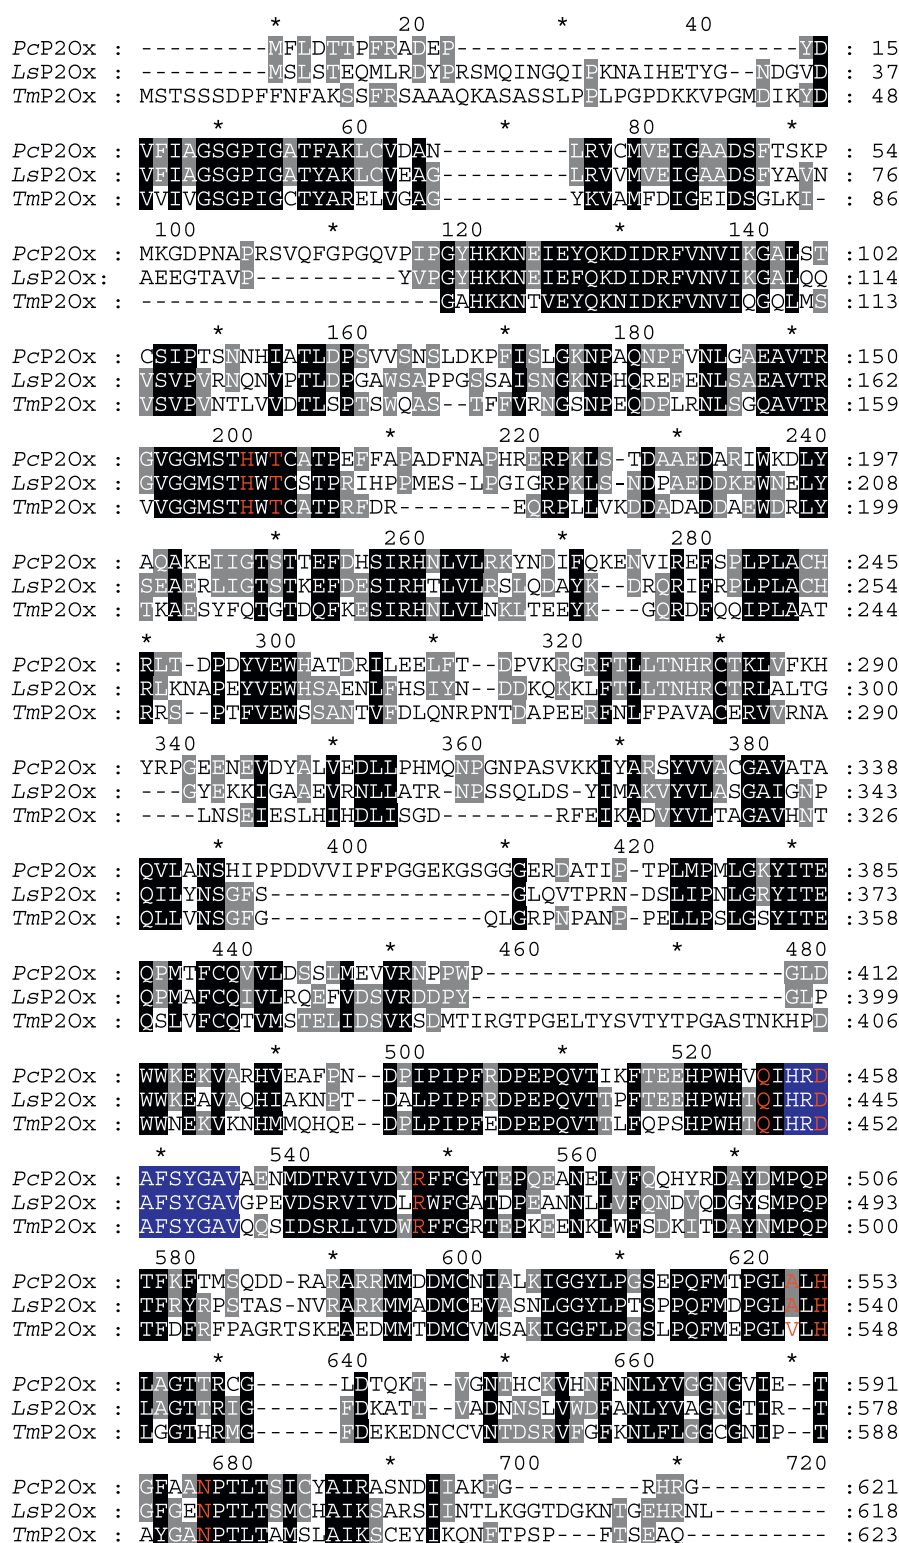 * 20 * 40
PcP2Ox : ---------MFLDTTPFRADEP------------------------YD : 15
LsP2Ox : ---------MSLSTEQMLRDYPRSMQINGQIPKNAIHETYG--NDGVD : 37
TmP2Ox : MSTSSSDPFFNFAKSSFRSAAAQKASASSLPPLPGPDKKVPGMDIKYD : 48
* 60 * 80 *
PcP2Ox : VFIAGSGPIGATFAKLCVDAN---------LRVCMVEIGAADSFTSKP : 54
LsP2Ox : VFIAGSGPIGATYAKLCVEAG---------LRVVMVEIGAADSFYAVN : 76
TmP2Ox : VVIVGSGPIGCTYARELVGAG---------YKVAMFDIGEIDSGLKI- : 86
100 * 120 * 140
PcP2Ox : MKGDPNAPRSVQFGPGQVPIPGYHKKNEIEYQKDIDRFVNVIKGALST :102
LsP2Ox: AEEGTAVP----------YVPGYHKKNEIEFQKDIDRFVNVIKGALQQ :114
TmP2Ox : ---------------------GAHKKNTVEYQKNIDKFVNVIQGQLMS :113
* 160 * 180 *
PcP2Ox : CSIPTSNNHIATLDPSVVSNSLDKPFISLGKNPAQNPFVNLGAEAVTR :150
LsP2Ox : VSVPVRNQNVPTLDPGAWSAPPGSSAISNGKNPHQREFENLSAEAVTR :162
TmP2Ox : VSVPVNTLVVDTLSPTSWQAS--TFFVRNGSNPEQDPLRNLSGQAVTR :159
200 * 220 * 240
PcP2Ox : GVGGMSTHWTCATPEFFAPADFNAPHRERPKLS-TDAAEDARIWKDLY :197
LsP2Ox : GVGGMSTHWTCSTPRIHPPMES-LPGIGRPKLS-NDPAEDDKEWNELY :208
TmP2Ox : VVGGMSTHWTCATPRFDR--------EQRPLLVKDDADADDAEWDRLY :199
* 260 * 280
PcP2Ox : AQAKEIIGTSTTEFDHSIRHNLVLRKYNDIFQKENVIREFSPLPLACH :245
LsP2Ox : SEAERLIGTSTKEFDESIRHTLVLRSLQDAYK--DRQRIFRPLPLACH :254
TmP2Ox : TKAESYFQTGTDQFKESIRHNLVLNKLTEEYK---GQRDFQQIPLAAT :244
* 300 * 320 *
PcP2Ox : RLT-DPDYVEWHATDRILEELFT--DPVKRGRFTLLTNHRCTKLVFKH :290
LsP2Ox : RLKNAPEYVEWHSAENLFHSIYN--DDKQKKLFTLLTNHRCTRLALTG :300
TmP2Ox : RRS--PTFVEWSSANTVFDLQNRPNTDAPEERFNLFPAVACERVVRNA :290
340 * 360 * 380
PcP2Ox : YRPGEENEVDYALVEDLLPHMQNPGNPASVKKIYARSYVVACGAVATA :338
LsP2Ox : ---GYEKKIGAAEVRNLLATR-NPSSQLDS-YIMAKVYVLASGAIGNP :343
TmP2Ox : ----LNSEIESLHIHDLISGD--------RFEIKADVYVLTAGAVHNT :326
* 400 * 420 *
PcP2Ox : QVLANSHIPPDDVVIPFPGGEKGSGGGERDATIP-TPLMPMLGKYITE :385
LsP2Ox : QILYNSGFS-----------------GLQVTPRN-DSLIPNLGRYITE :373
TmP2Ox : QLLVNSGFG---------------QLGRPNPANP-PELLPSLGSYITE :358
440 * 460 * 480
PcP2Ox : QPMTFCQVVLDSSLMEVVRNPPWP---------------------GLD :412
LsP2Ox : QPMAFCQIVLRQEFVDSVRDDPY----------------------GLP :399
TmP2Ox : QSLVFCQTVMSTELIDSVKSDMTIRGTPGELTYSVTYTPGASTNKHPD :406
* 500 * 520
PcP2Ox : WWKEKVARHVEAFPN--DPIPIPFRDPEPQVTIKFTEEHPWHVQIHRD :458
LsP2Ox : WWKEAVAQHIAKNPT--DALPIPFRDPEPQVTTPFTEEHPWHTQIHRD :445
TmP2Ox : WWNEKVKNHMMQHQE--DPLPIPFEDPEPQVTTLFQPSHPWHTQIHRD :452
* 540 * 560 *
PcP2Ox : AFSYGAVAENMDTRVIVDYRFFGYTEPQEANELVFQQHYRDAYDMPQP :506
LsP2Ox : AFSYGAVGPEVDSRVIVDLRWFGATDPEANNLLVFQNDVQDGYSMPQP :493
TmP2Ox : AFSYGAVQQSIDSRLIVDWRFFGRTEPKEENKLWFSDKITDAYNMPQP :500
580 * 600 * 620
PcP2Ox : TFKFTMSQDD-RARARRMMDDMCNIALKIGGYLPGSEPQFMTPGLALH :553
LsP2Ox : TFRYRPSTAS-NVRARKMMADMCEVASNLGGYLPTSPPQFMDPGLALH :540
TmP2Ox : TFDFRFPAGRTSKEAEDMMTDMCVMSAKIGGFLPGSLPQFMEPGLVLH :548
* 640 * 660 *
PcP2Ox : LAGTTRCG------LDTQKT--VGNTHCKVHNFNNLYVGGNGVIE--T :591
LsP2Ox : LAGTTRIG------FDKATT--VADNNSLVWDFANLYVAGNGTIR--T :578
TmP2Ox : LGGTHRMG------FDEKEDNCCVNTDSRVFGFKNLFLGGCGNIP--T :588
680 * 700 * 720
PcP2Ox : GFAANPTLTSICYAIRASNDIIAKFG---------RHRG--------- :621
LsP2Ox : GFGENPTLTSMCHAIKSARSIINTLKGGTDGKNTGEHRNL-------- :618
TmP2Ox : AYGANPTLTAMSLAIKSCEYIKQNFTPSP---FTSEAQ---------- :623